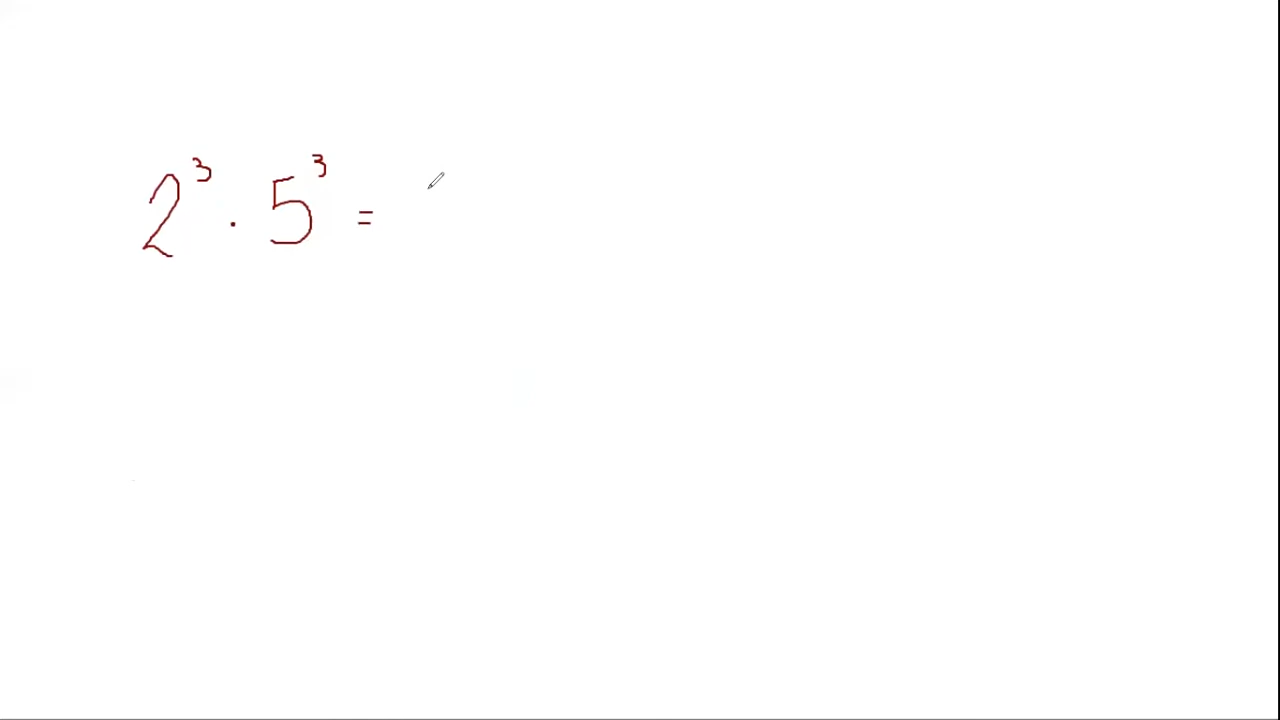 2³ · 5³ =